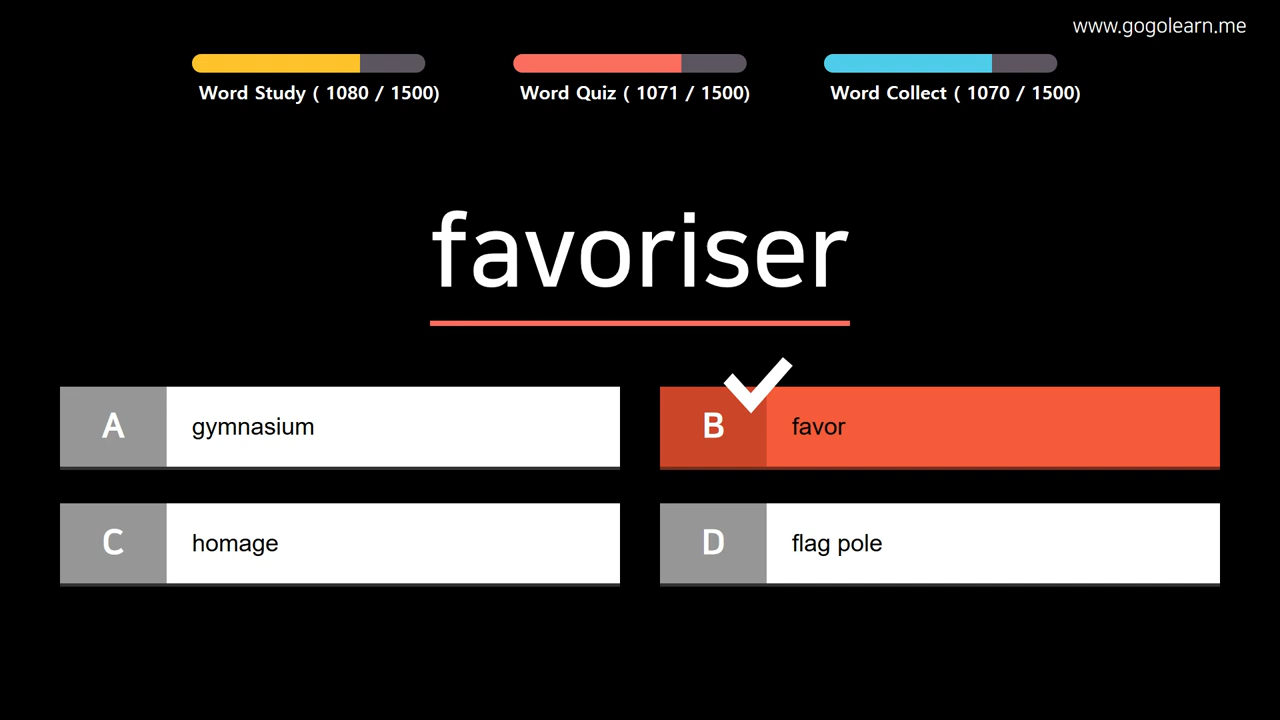 www.gogolearn.me
Word Study ( 1080 / 1500)
Word Quiz ( 1071 / 1500)
Word Collect ( 1070 / 1500)
favoriser
A gymnasium
B favor
C homage
D flag pole